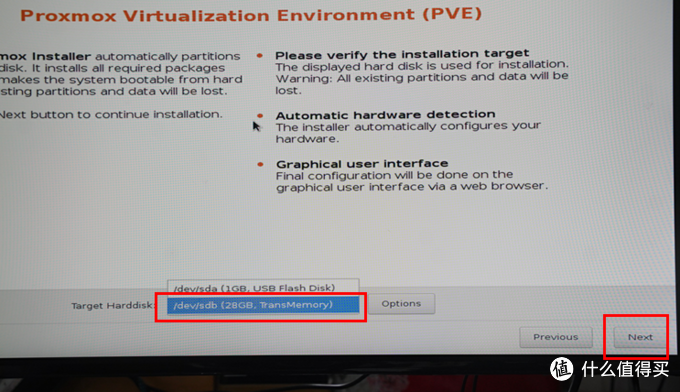 Proxmox Virtualization Environment (PVE)
mox Installer automatically partitions
disk. It installs all required packages
makes the system bootable from hard
isting partitions and data will be lost.
Next button to continue installation.
Please verify the installation target
The displayed hard disk is used for installation.
Warning: All existing partitions and data will be
lost.
Automatic hardware detection
The installer automatically configures your
hardware.
Graphical user interface
Final configuration will be done on the
graphical user interface via a web browser.
/dev/sda (1GB, USB Flash Disk)
Target Harddisk:
/dev/sdb (28GB, TransMemory)
Options
Previous
Next
值 什么值得买